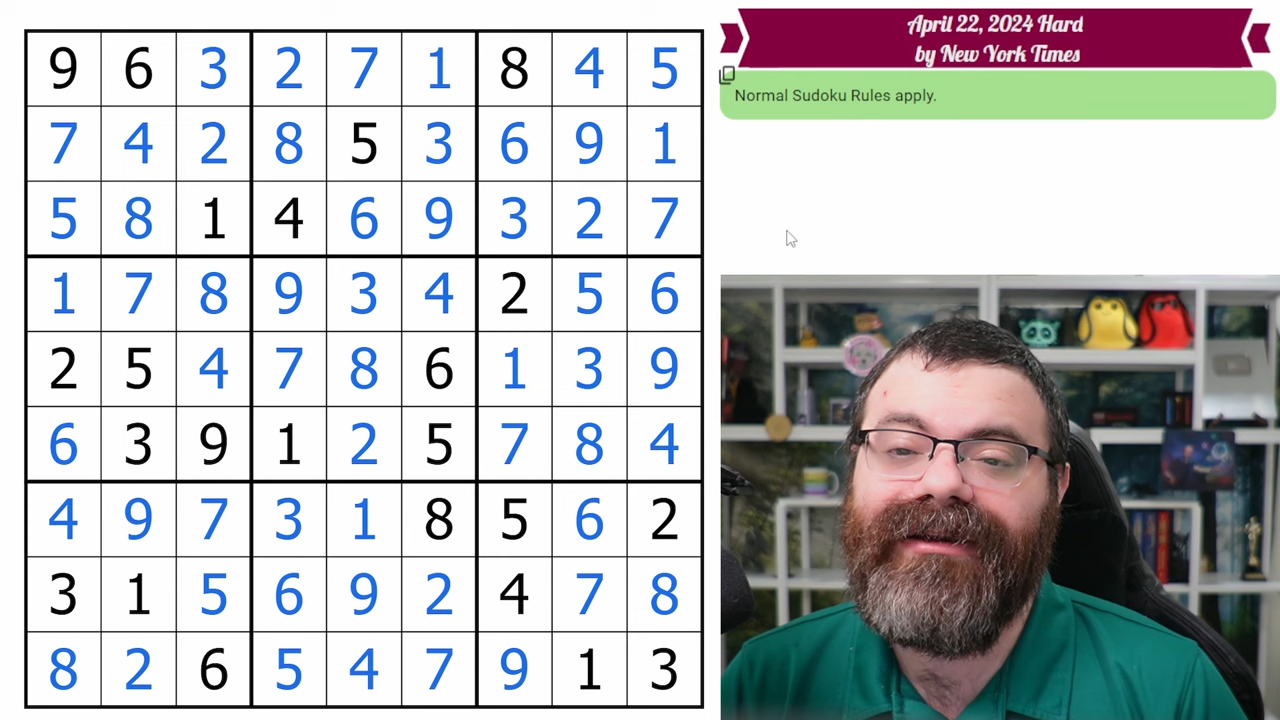 April 22, 2024 Hard
by New York Times
Normal Sudoku Rules apply.
9 6 3 2 7 1 8 4 5
7 4 2 8 5 3 6 9 1
5 8 1 4 6 9 3 2 7
1 7 8 9 3 4 2 5 6
2 5 4 7 8 6 1 3 9
6 3 9 1 2 5 7 8 4
4 9 7 3 1 8 5 6 2
3 1 5 6 9 2 4 7 8
8 2 6 5 4 7 9 1 3